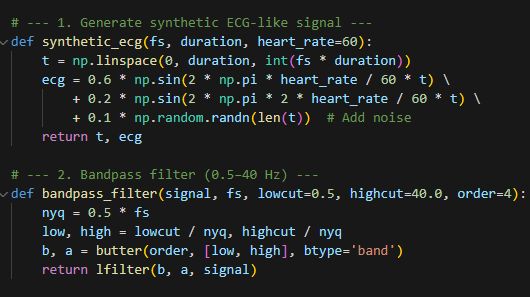 # --- 1. Generate synthetic ECG-like signal ---
def synthetic_ecg(fs, duration, heart_rate=60):
    t = np.linspace(0, duration, int(fs * duration))
    ecg = 0.6 * np.sin(2 * np.pi * heart_rate / 60 * t) \
        + 0.2 * np.sin(2 * np.pi * 2 * heart_rate / 60 * t) \
        + 0.1 * np.random.randn(len(t))  # Add noise
    return t, ecg

# --- 2. Bandpass filter (0.5–40 Hz) ---
def bandpass_filter(signal, fs, lowcut=0.5, highcut=40.0, order=4):
    nyq = 0.5 * fs
    low, high = lowcut / nyq, highcut / nyq
    b, a = butter(order, [low, high], btype='band')
    return lfilter(b, a, signal)